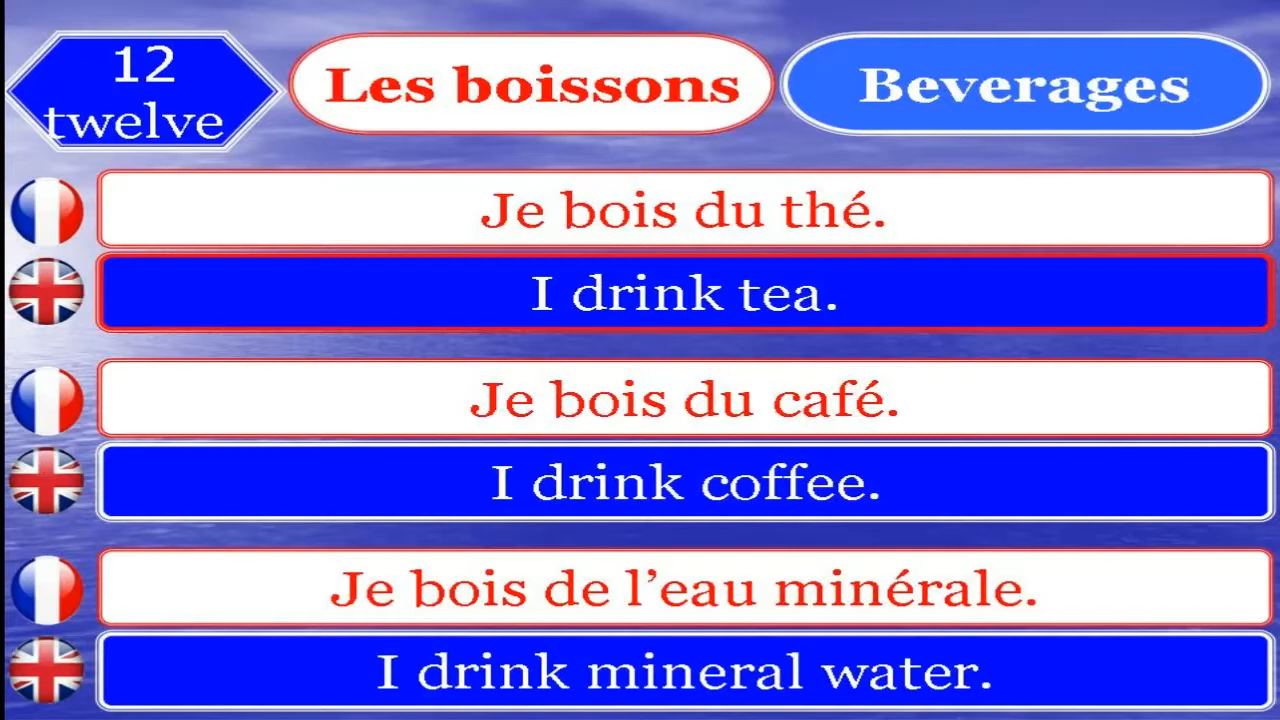 12
twelve
Les boissons
Beverages
Je bois du thé.
I drink tea.
Je bois du café.
I drink coffee.
Je bois de l’eau minérale.
I drink mineral water.